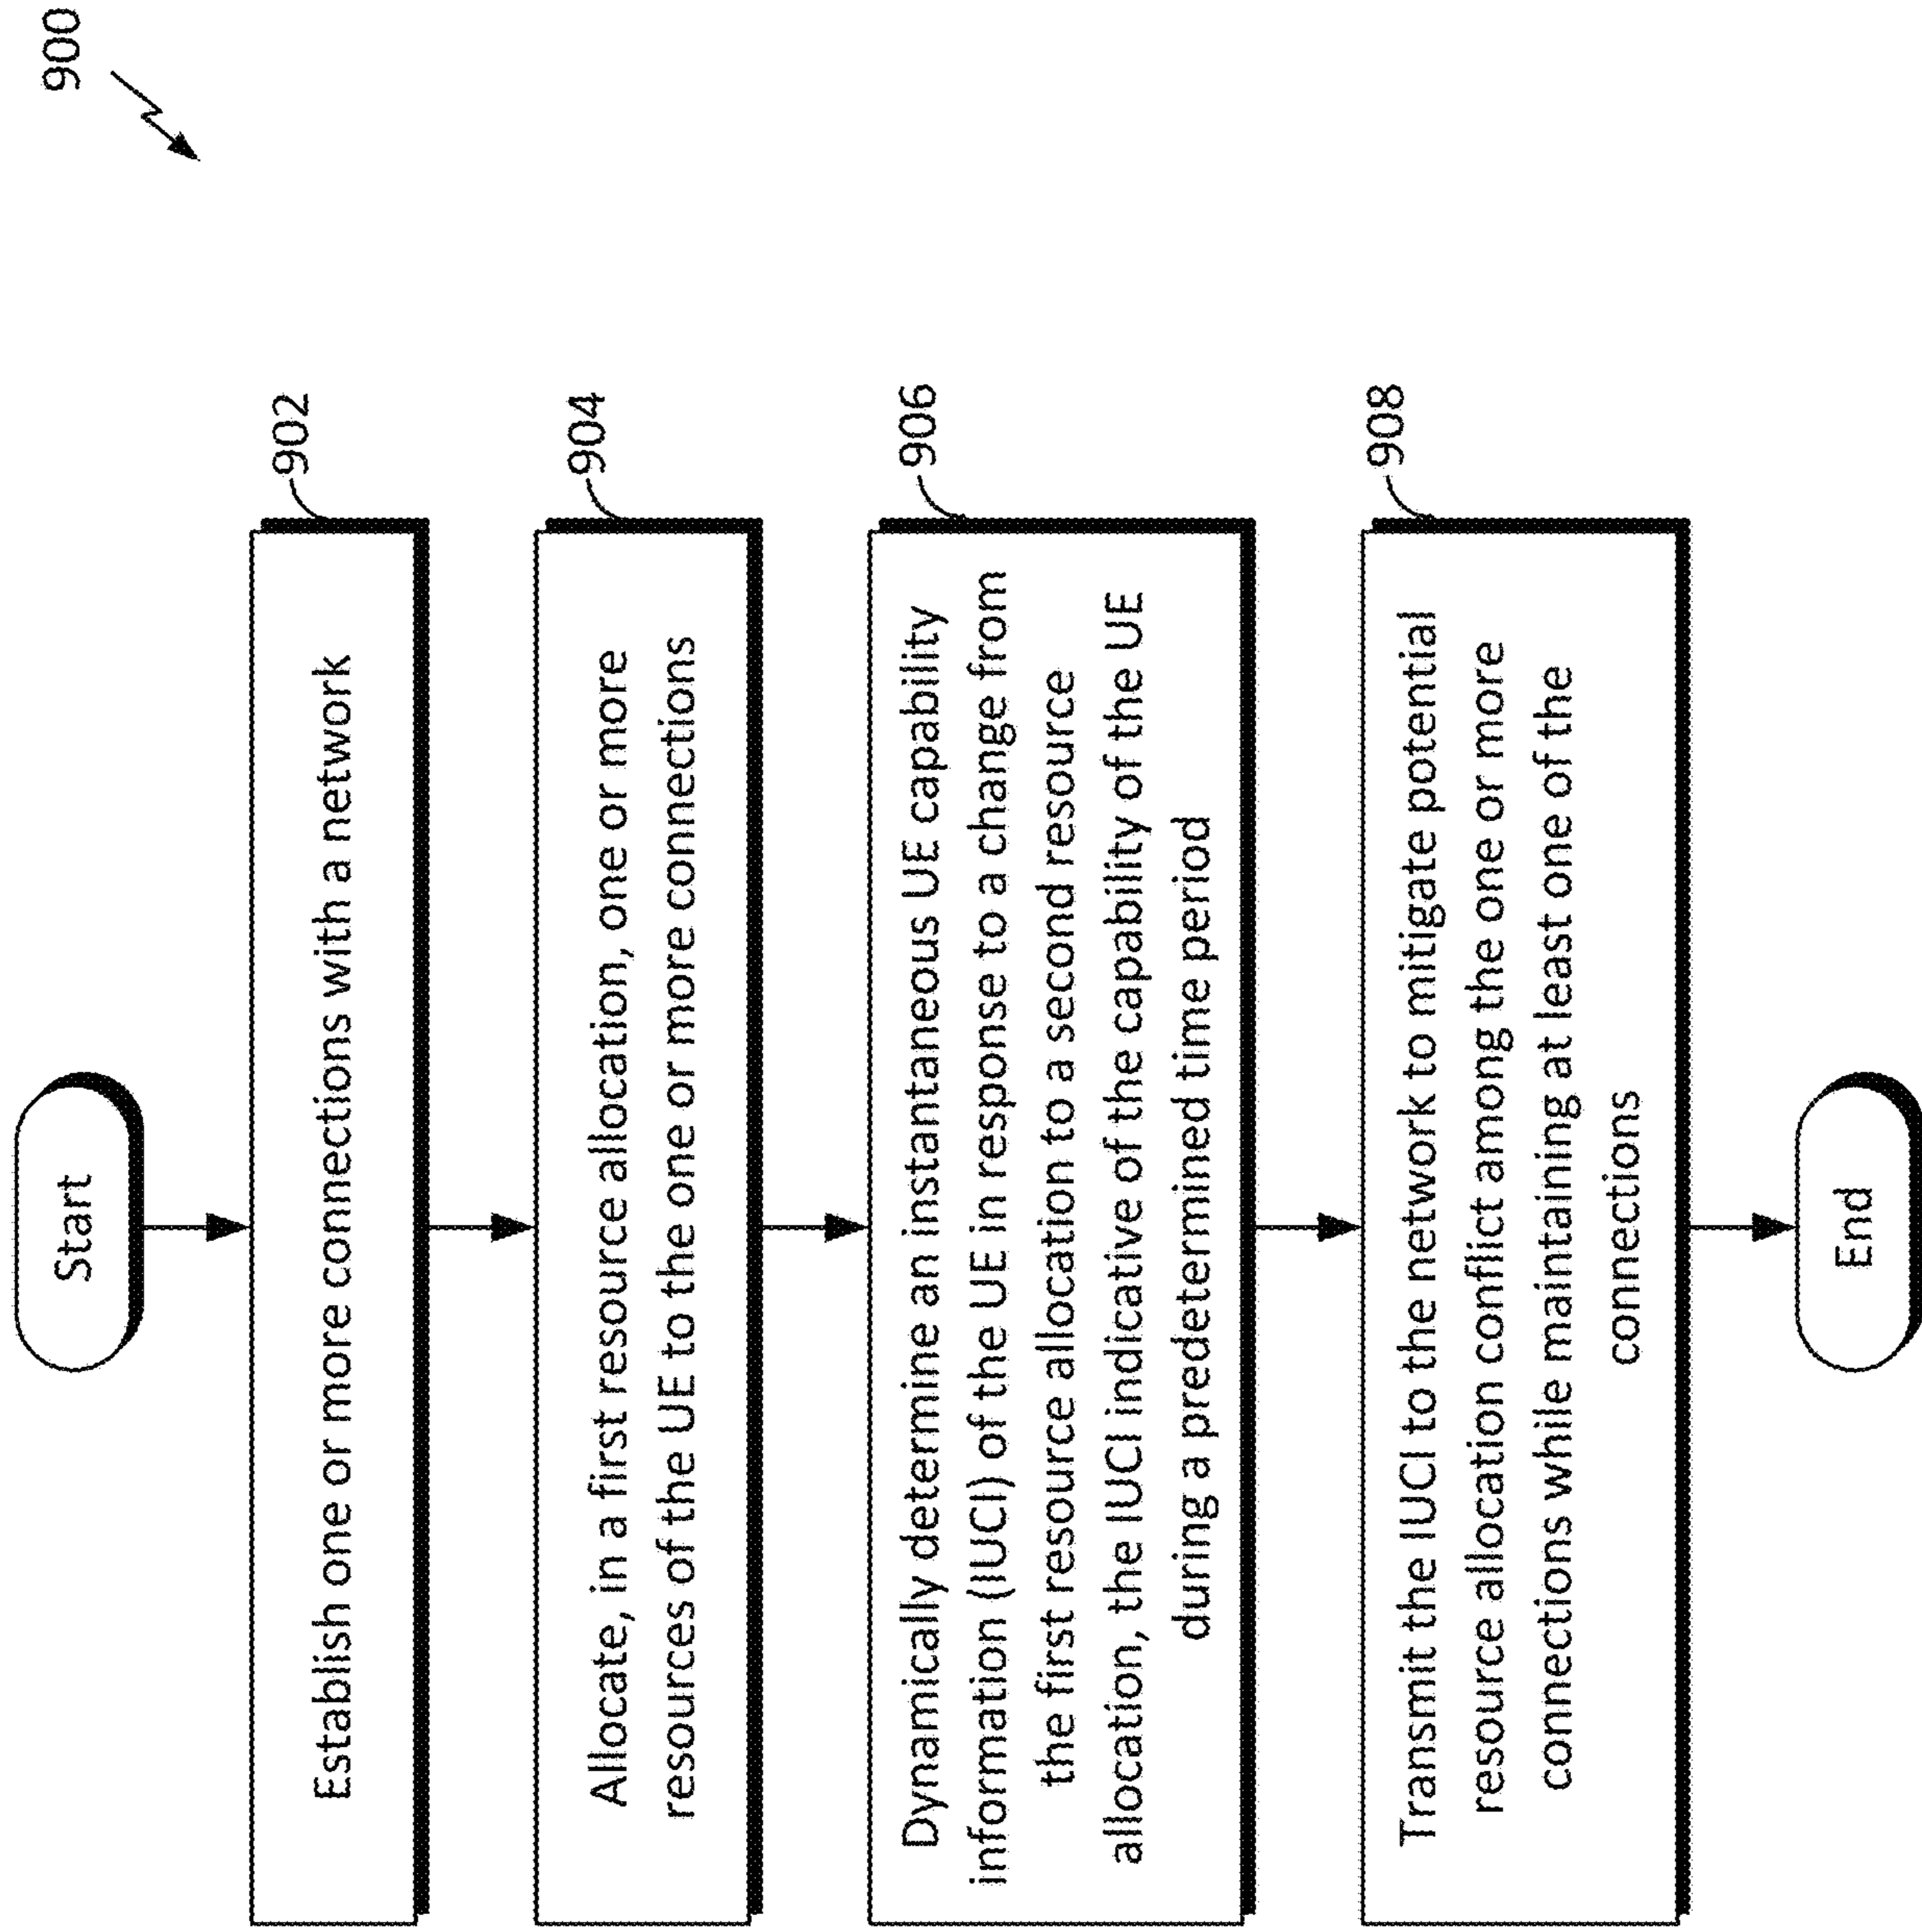 900
Start
Establish one or more connections with a network
902
Allocate, in a first resource allocation, one or more
resources of the UE to the one or more connections
904
Dynamically determine an instantaneous UE capability
information (IUCI) of the UE in response to a change from
the first resource allocation to a second resource
allocation, the IUCI indicative of the capability of the UE
during a predetermined time period
906
Transmit the IUCI to the network to mitigate potential
resource allocation conflict among the one or more
connections while maintaining at least one of the
connections
908
End